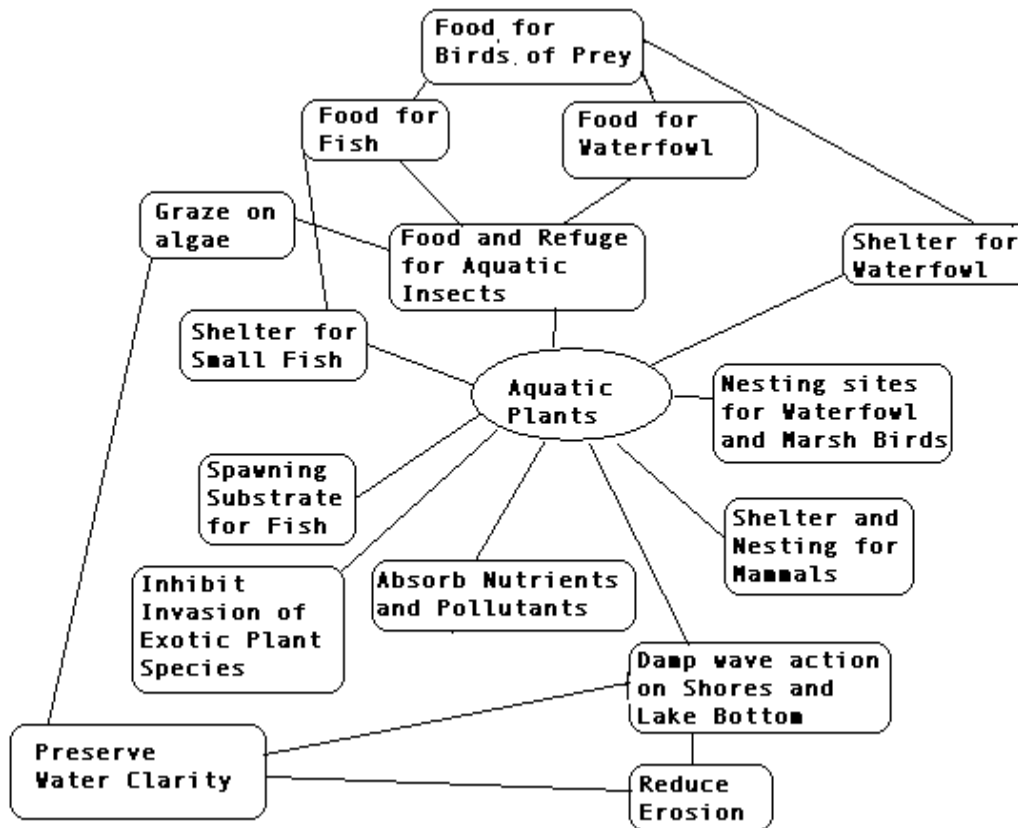 Food for
Birds of Prey
Food for
Fish
Food for
Waterfowl
Graze on
algae
Food and Refuge
for Aquatic
Insects
Shelter for
Waterfowl
Shelter for
Small Fish
Aquatic
Plants
Nesting sites
for Waterfowl
and Marsh Birds
Spawning
Substrate
for Fish
Shelter and
Nesting for
Mammals
Inhibit
Invasion of
Exotic Plant
Species
Absorb Nutrients
and Pollutants
Damp wave action
on Shores and
Lake Bottom
Preserve
Water Clarity
Reduce
Erosion